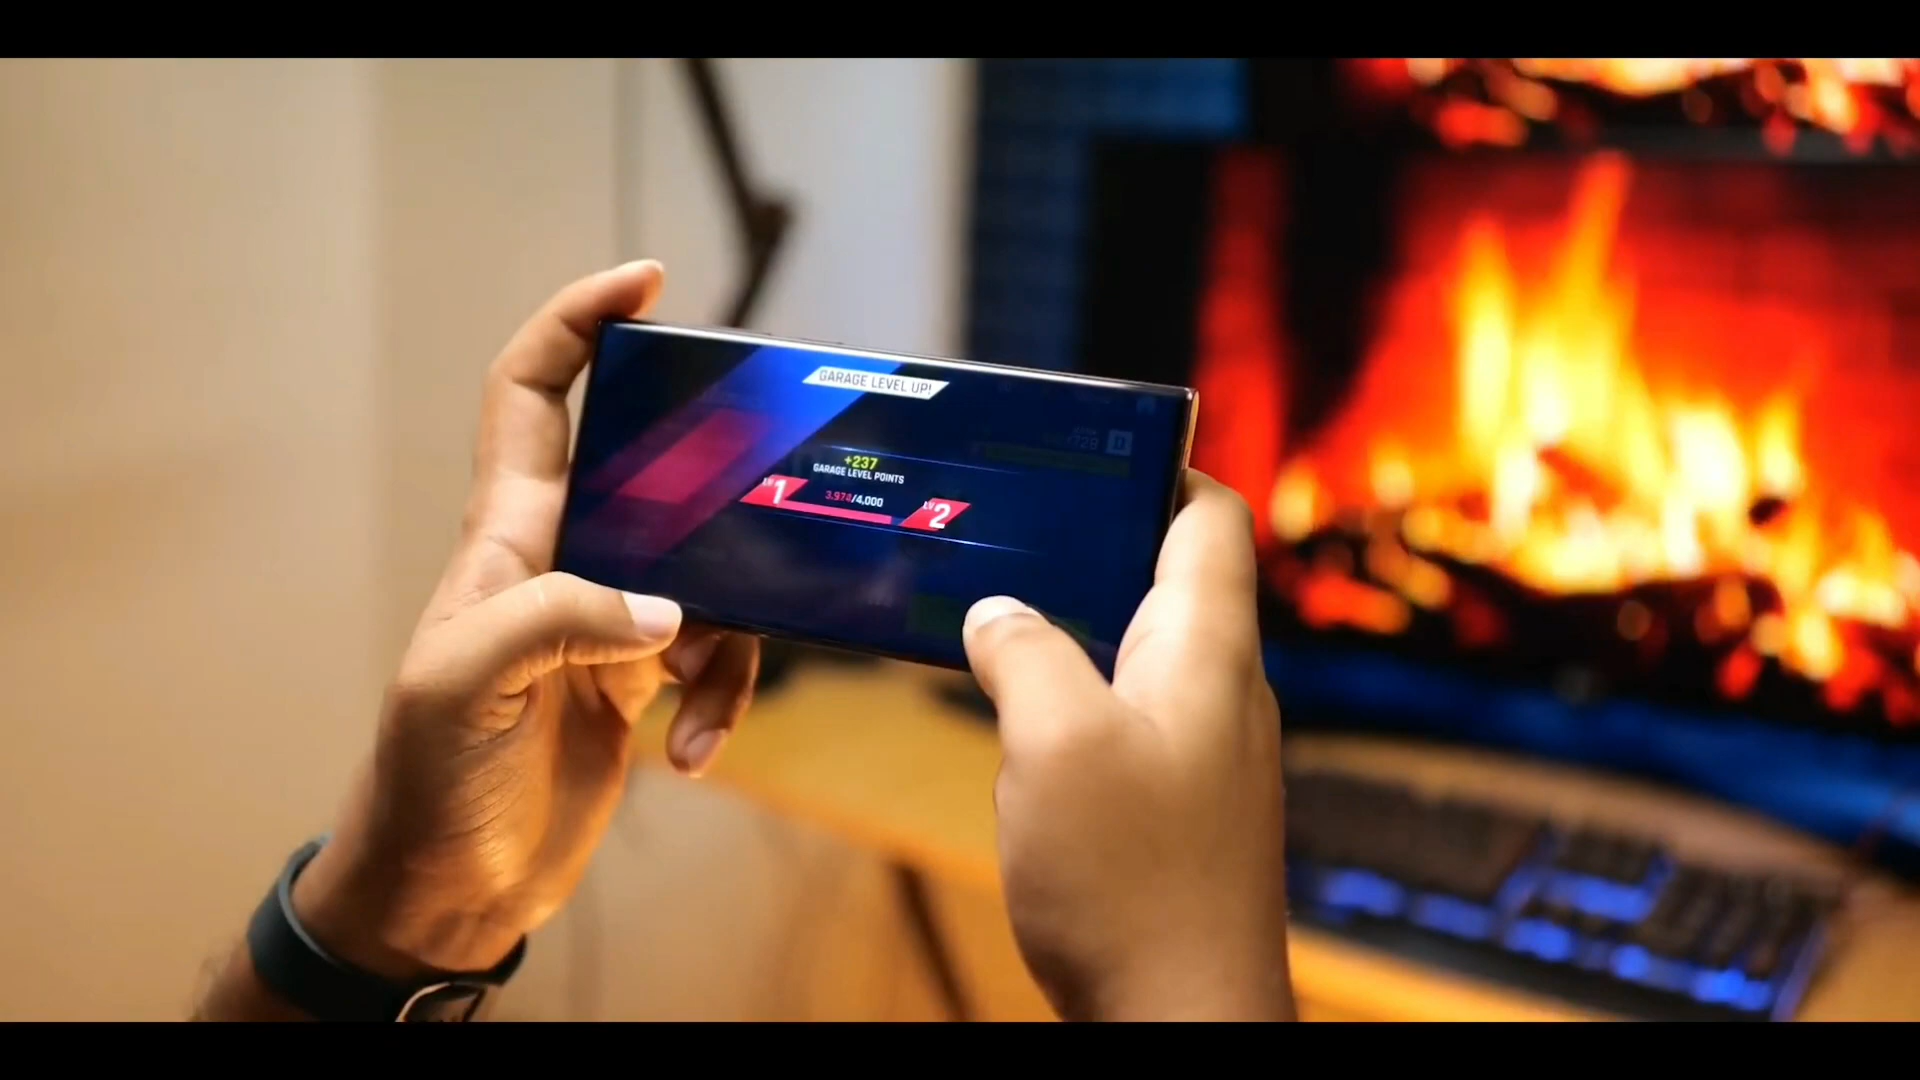 GARAGE LEVEL UP!
+237
GARAGE LEVEL POINTS
LV 1
3,974/4,000
LV 2